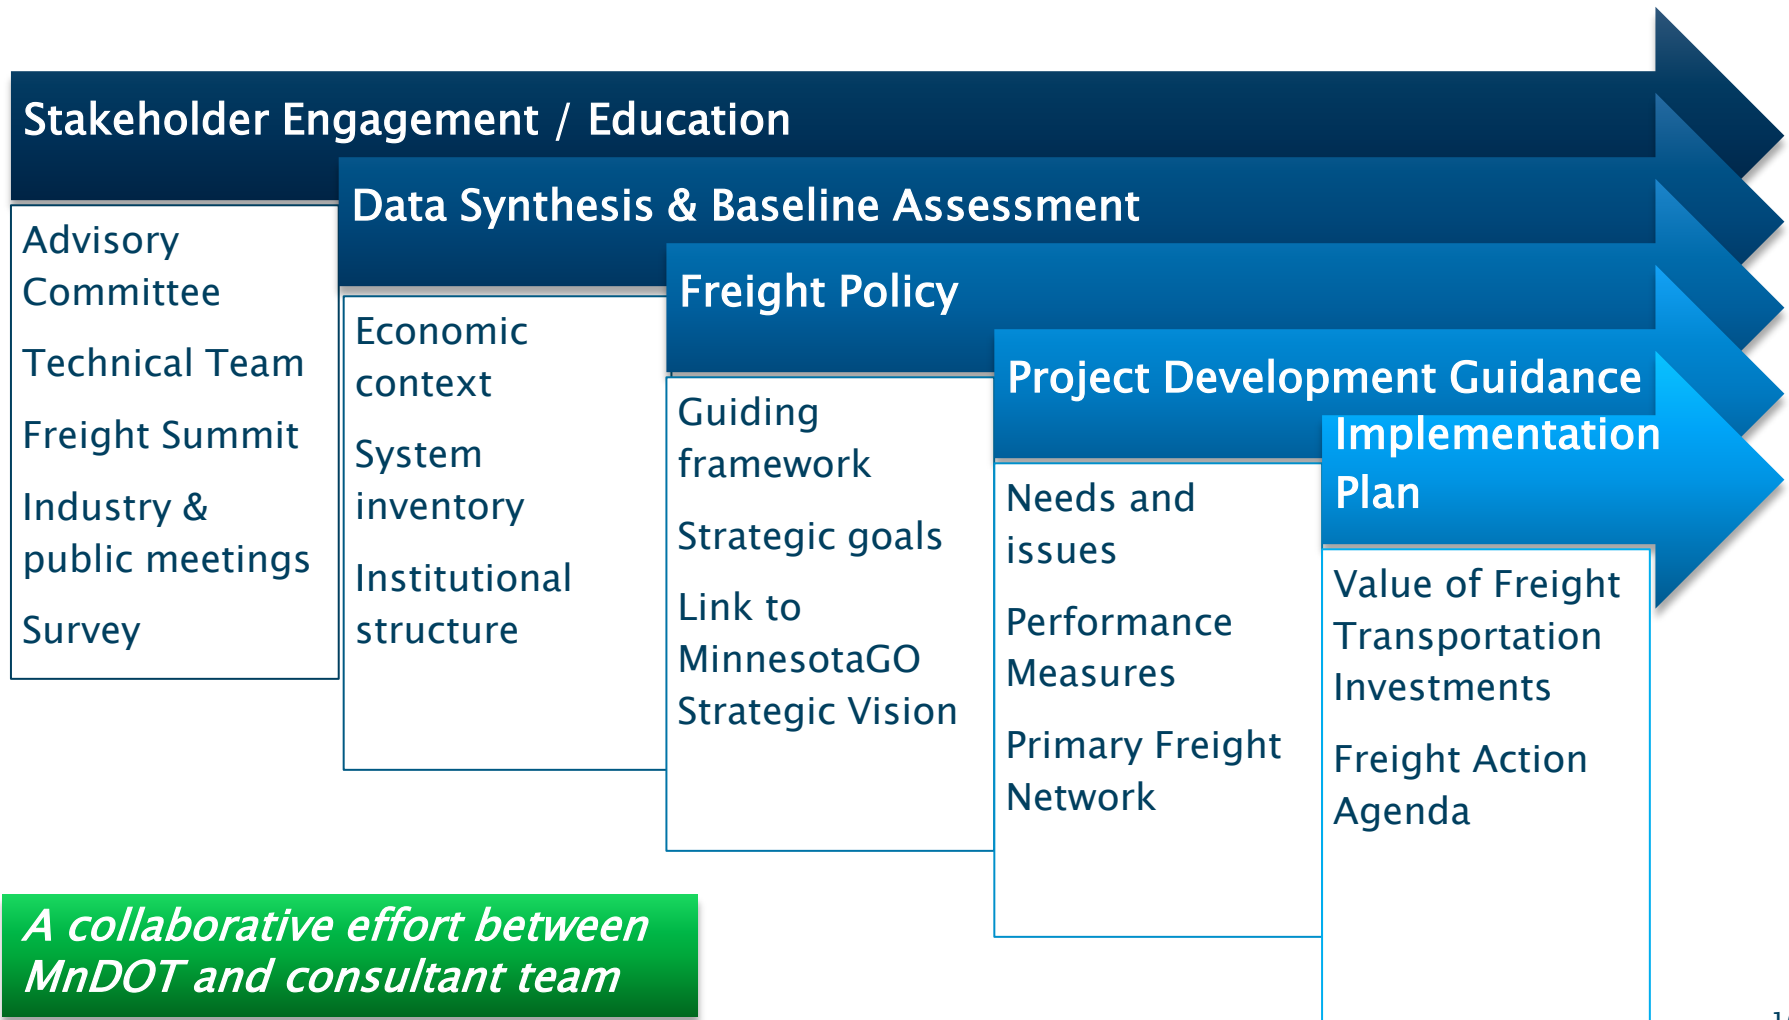 Stakeholder Engagement / Education
Advisory
Committee
Technical Team
Freight Summit
Industry &
public meetings
Survey
Data Synthesis & Baseline Assessment
Economic
context
System
inventory
Institutional
structure
Freight Policy
Guiding
framework
Strategic goals
Link to
MinnesotaGO
Strategic Vision
Project Development Guidance
Needs and
issues
Performance
Measures
Primary Freight
Network
Implementation
Plan
Value of Freight
Transportation
Investments
Freight Action
Agenda
A collaborative effort between
MnDOT and consultant team